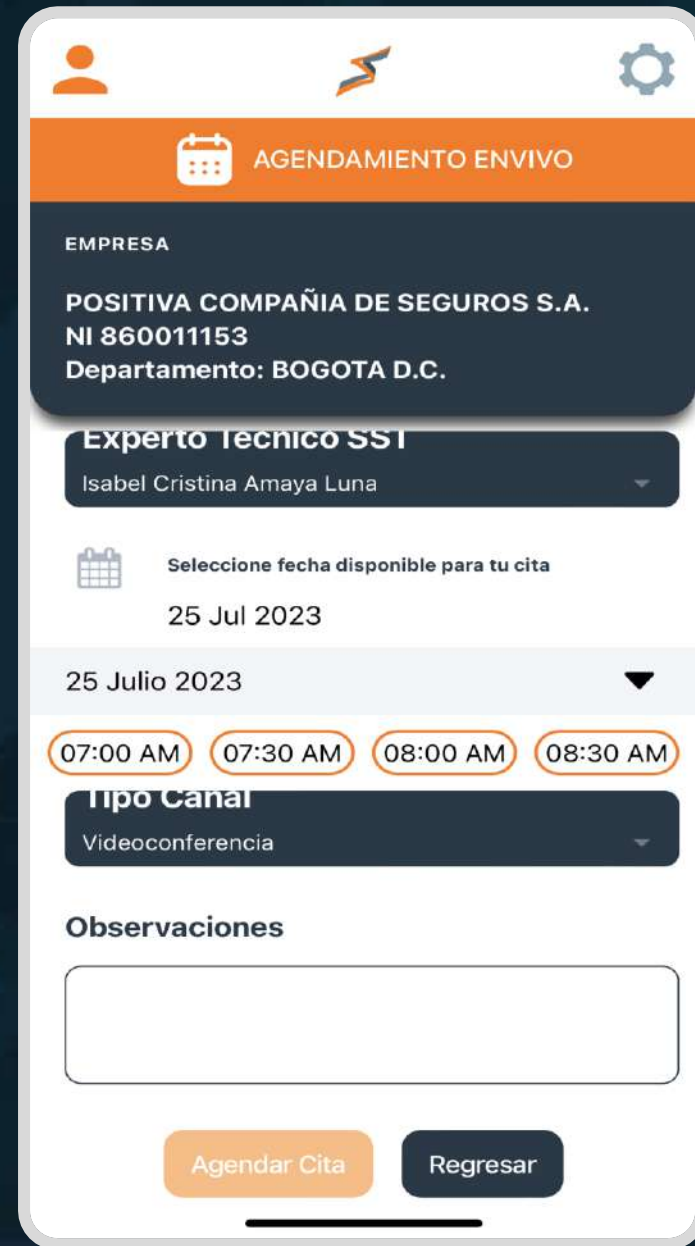 AGENDAMIENTO ENVIVO
EMPRESA
POSITIVA COMPAÑIA DE SEGUROS S.A.
NI 860011153
Departamento: BOGOTA D.C.
Experto Técnico SST
Isabel Cristina Amaya Luna
Seleccione fecha disponible para tu cita
25 Jul 2023
25 Julio 2023
07:00 AM 07:30 AM 08:00 AM 08:30 AM
Tipo Canal
Videoconferencia
Observaciones
Agendar Cita Regresar